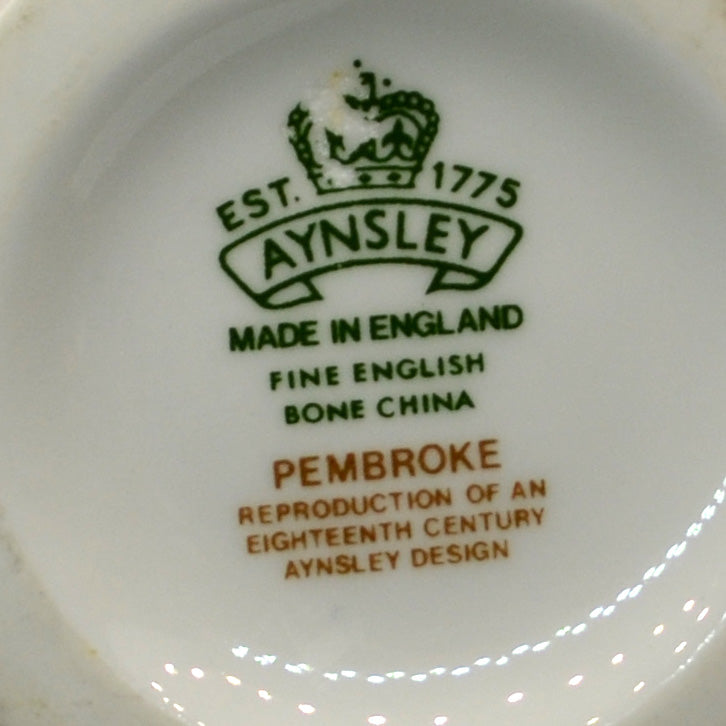 EST. 1775
AYNSLEY
MADE IN ENGLAND
FINE ENGLISH
BONE CHINA
PEMBROKE
REPRODUCTION OF AN
EIGHTEENTH CENTURY
AYNSLEY DESIGN